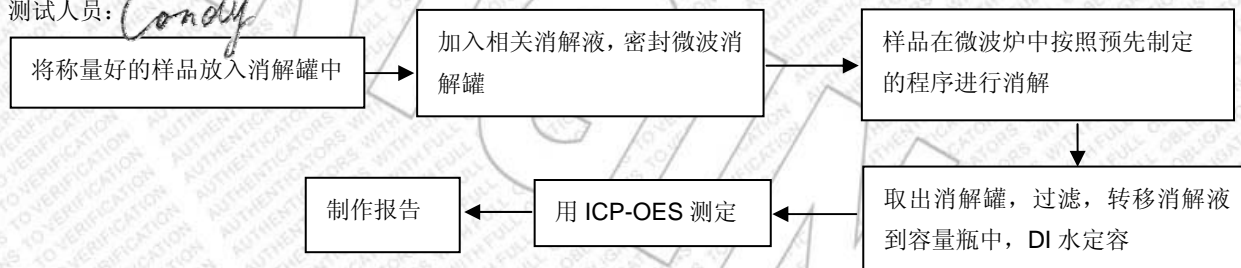 测试人员：Condy
将称量好的样品放入消解罐中
加入相关消解液，密封微波消
解罐
样品在微波炉中按照预先制定
的程序进行消解
取出消解罐，过滤，转移消解液
到容量瓶中，DI 水定容
用 ICP-OES 测定
制作报告